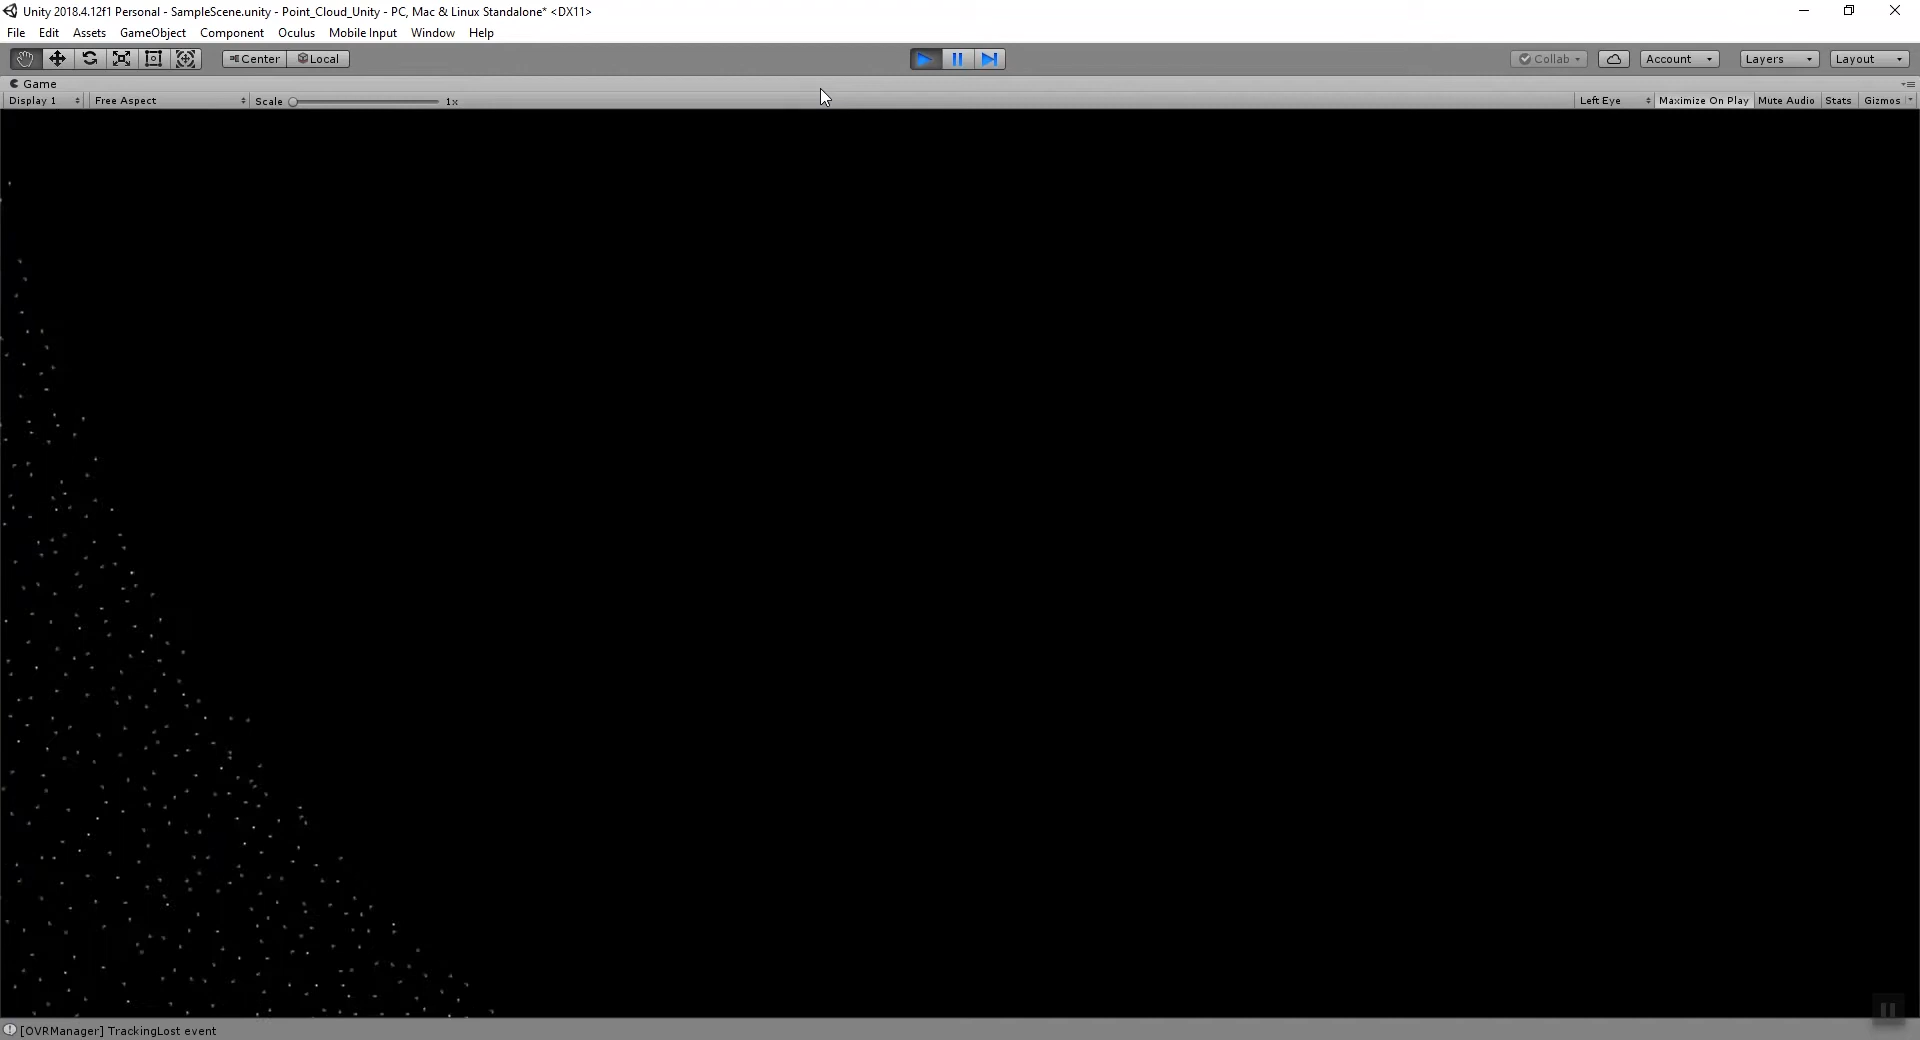 Unity 2018.4.12f1 Personal - SampleScene.unity - Point_Cloud_Unity - PC, Mac & Linux Standalone* <DX11>
File Edit Assets GameObject Component Oculus Mobile Input Window Help
Center Local Collab Account Layers Layout
Game
Display 1 Free Aspect Scale 1x Left Eye Maximize On Play Mute Audio Stats Gizmos
[OVRManager] TrackingLost event